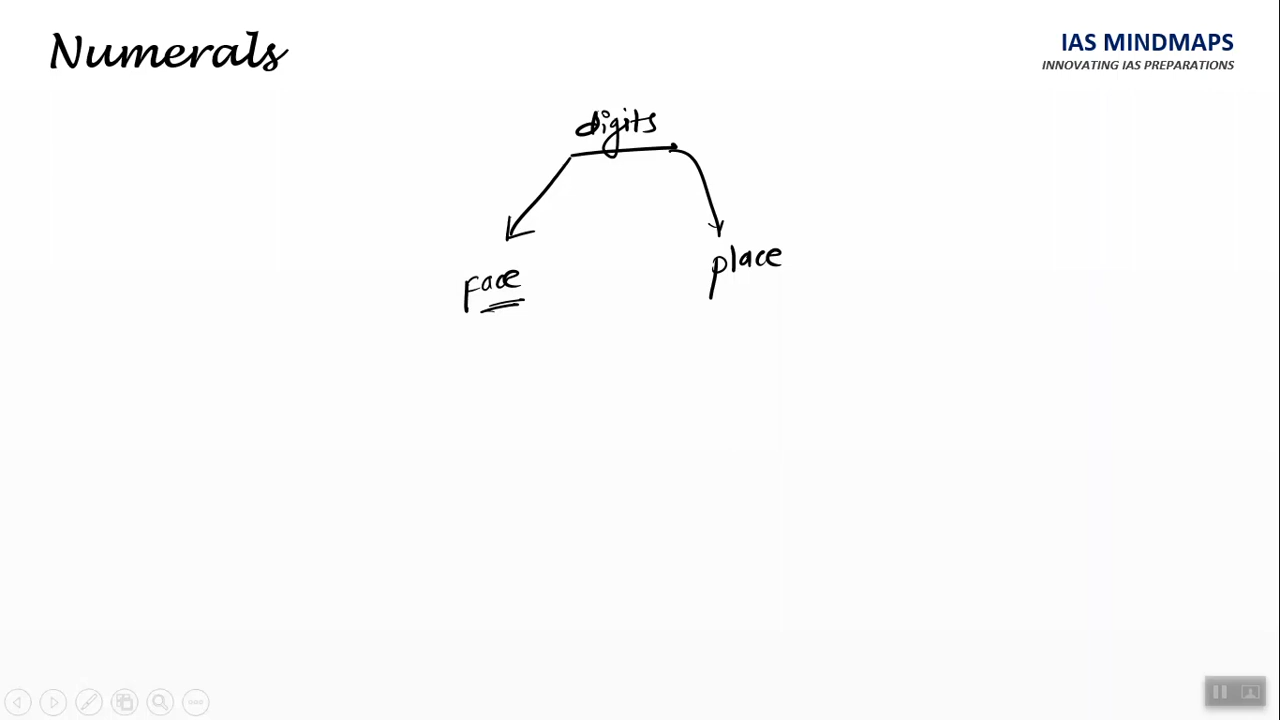 Numerals
IAS MINDMAPS
INNOVATING IAS PREPARATIONS
digits
Face
place